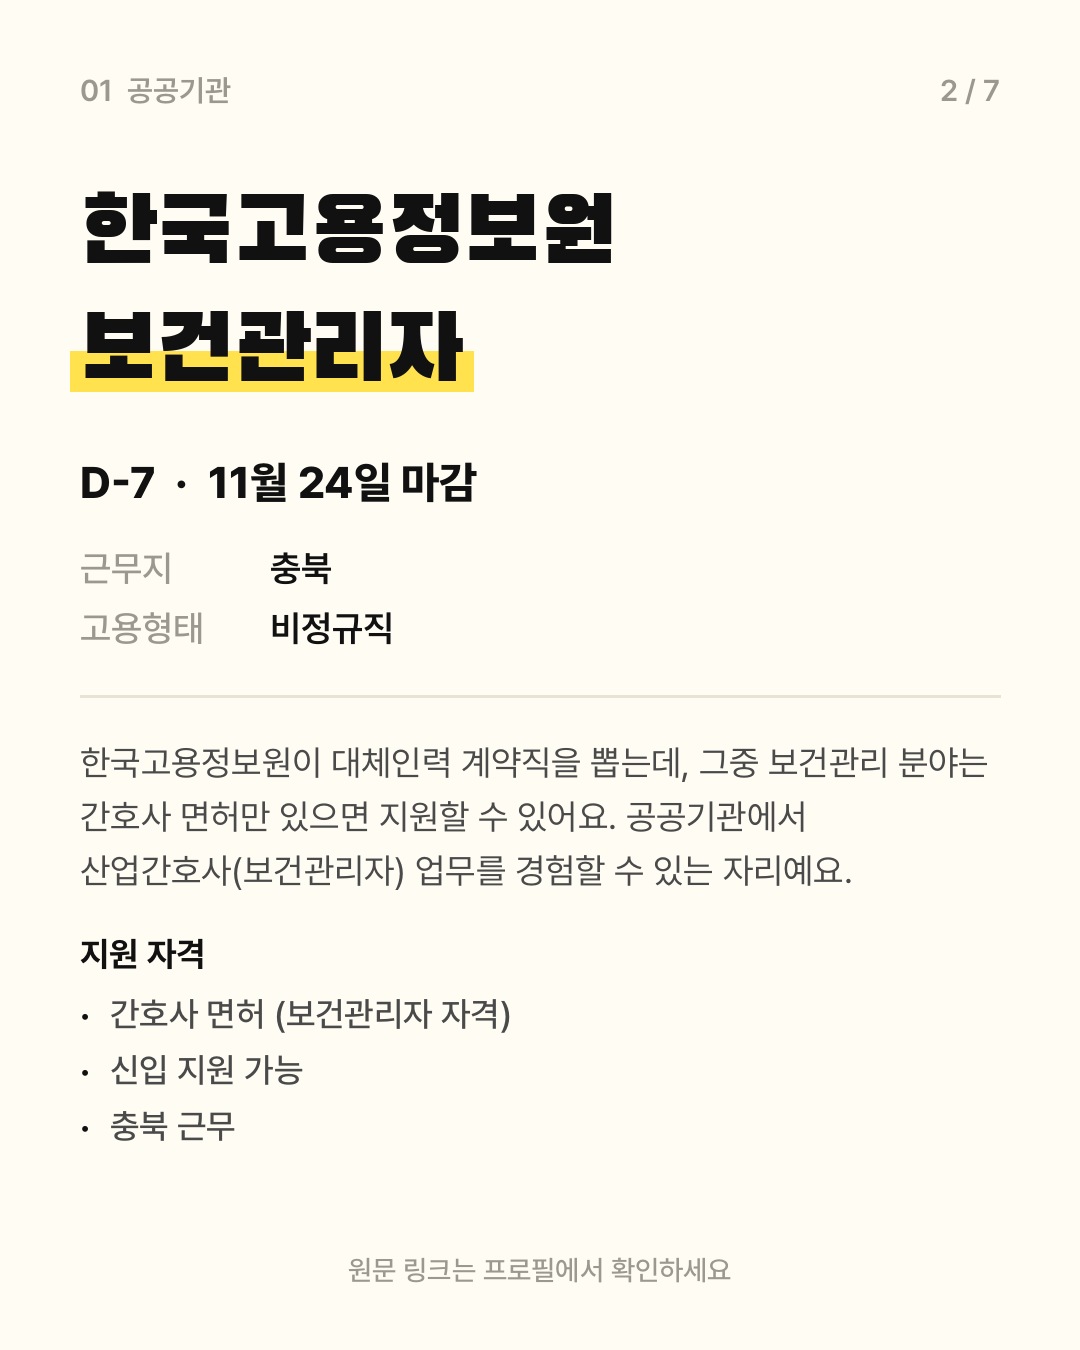 01 공공기관
2 / 7
한국고용정보원
보건관리자
D-7 · 11월 24일 마감
근무지 충북
고용형태 비정규직
한국고용정보원이 대체인력 계약직을 뽑는데, 그중 보건관리 분야는
간호사 면허만 있으면 지원할 수 있어요. 공공기관에서
산업간호사(보건관리자) 업무를 경험할 수 있는 자리예요.
지원 자격
· 간호사 면허 (보건관리자 자격)
· 신입 지원 가능
· 충북 근무
원문 링크는 프로필에서 확인하세요